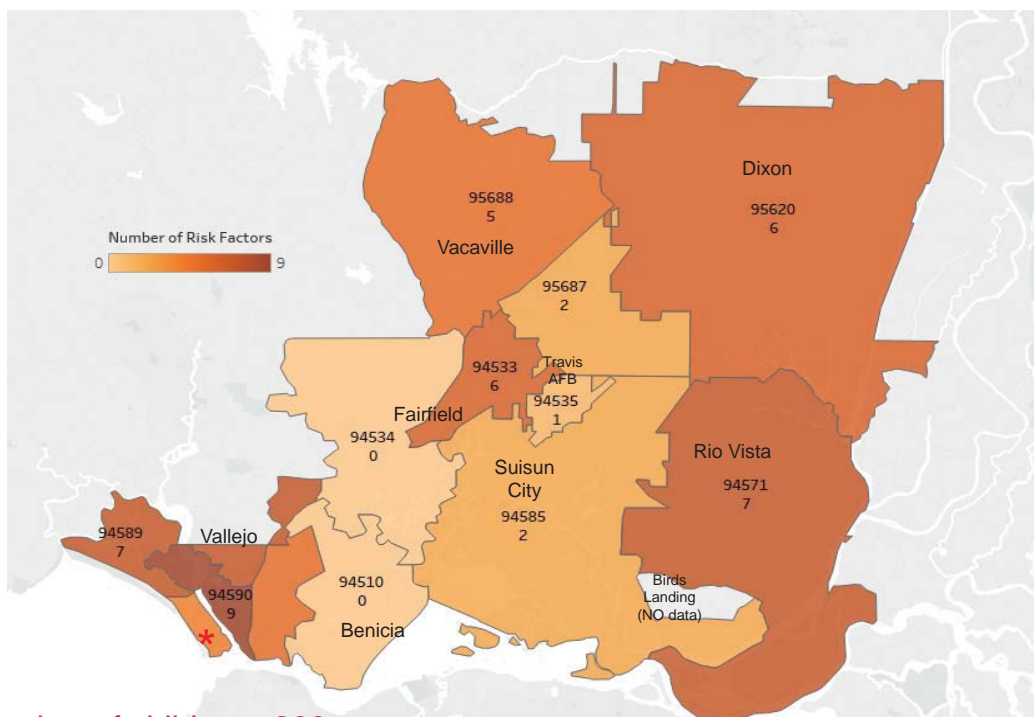 Dixon
95620
6
95688
5
Vacaville
Number of Risk Factors
0 9
95687
2
Travis
AFB
94533
6
94535
1
Fairfield
94534
0
Rio Vista
94571
7
Suisun
City
94585
2
94589
7
Vallejo
94590
9
*
94510
0
Benicia
Birds
Landing
(NO data)